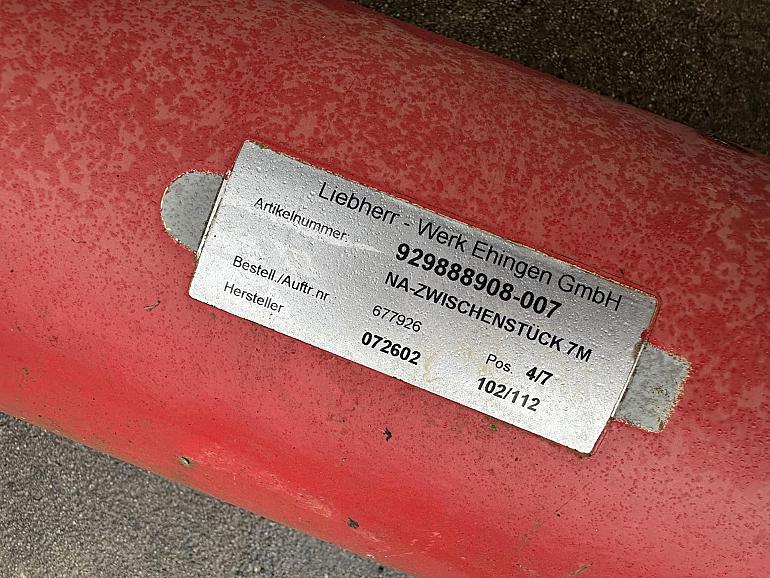 Liebherr - Werk Ehingen GmbH
Artikelnummer: 929888908-007
NA-ZWISCHENSTÜCK 7M
Bestell./Auftr.nr 677926 Pos. 4/7
Hersteller 072602 102/112